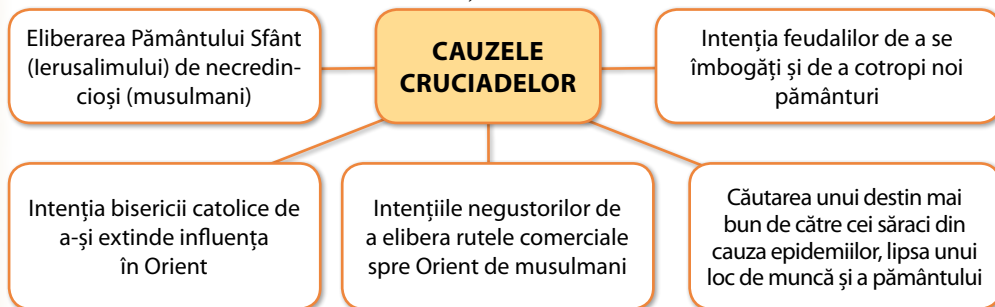 Eliberarea Pământului Sfânt
(Ierusalimului) de necredin-
cioși (musulmani)
CAUZELE
CRUCIADELOR
Intenția feudalilor de a se
îmbogăți și de a cotropi noi
pământuri
Intenția bisericii catolice de
a-și extinde influența
în Orient
Intențiile negustorilor de
a elibera rutele comerciale
spre Orient de musulmani
Căutarea unui destin mai
bun de către cei săraci din
cauza epidemiilor, lipsa unui
loc de muncă și a pământului